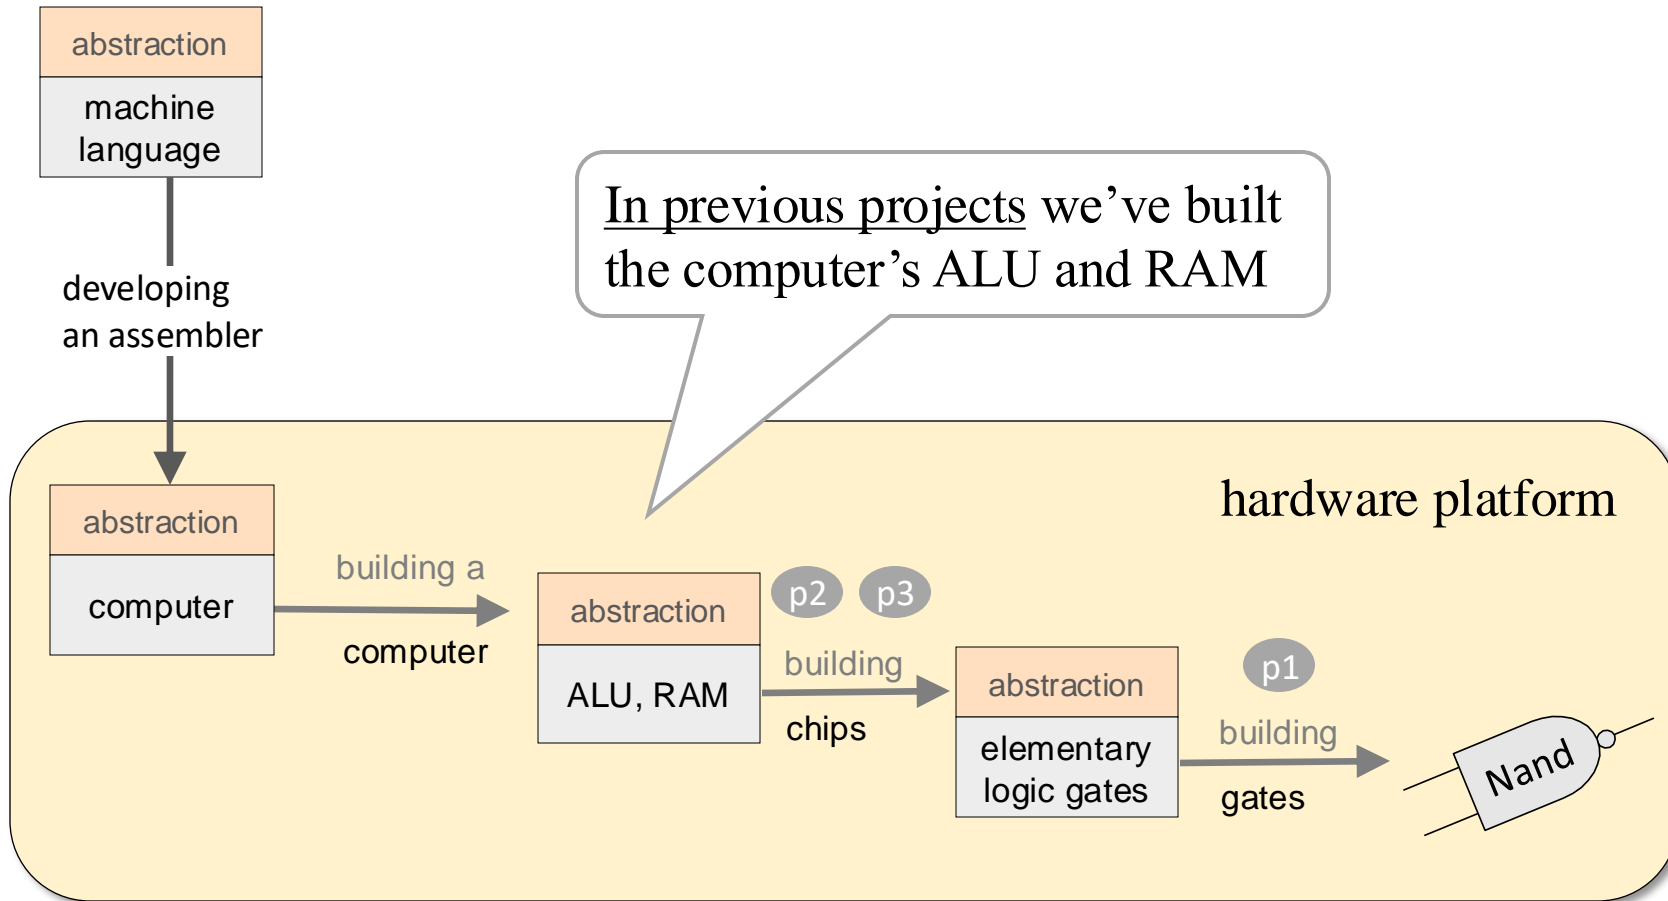 abstraction
machine
language
In previous projects we've built
the computer's ALU and RAM
developing
an assembler
hardware platform
abstraction
computer
building a
computer
abstraction
ALU, RAM
p2 p3
building
chips
abstraction
elementary
logic gates
p1
building
gates
Nand